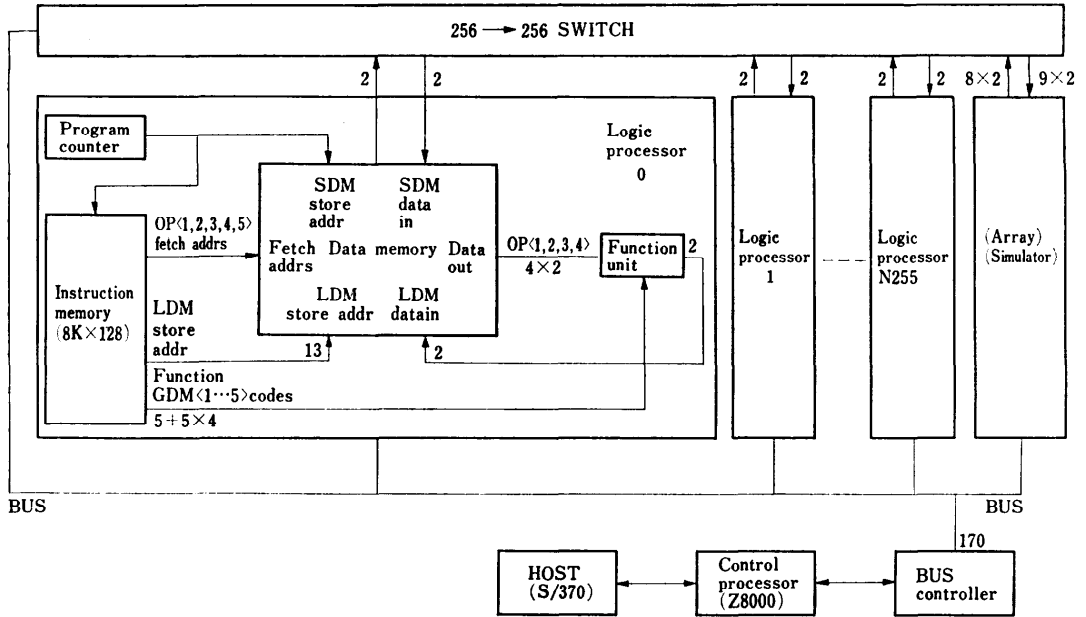 256 → 256 SWITCH
2
2
2
2
2
2
8×2
9×2
Program
counter
Logic
processor
0
SDM
store
addr
SDM
data
in
OP〈1,2,3,4,5〉
fetch addrs
Fetch
addrs
Data memory
Data
out
OP〈1,2,3,4〉
4×2
Function
unit
2
Instruction
memory
(8K×128)
LDM
store
addr
LDM
store addr
LDM
datain
13
2
Function
GDM〈1⋯5〉codes
5+5×4
Logic
processor
1
Logic
processor
N255
(Array)
(Simulator)
BUS
BUS
170
HOST
(S/370)
Control
processor
(Z8000)
BUS
controller